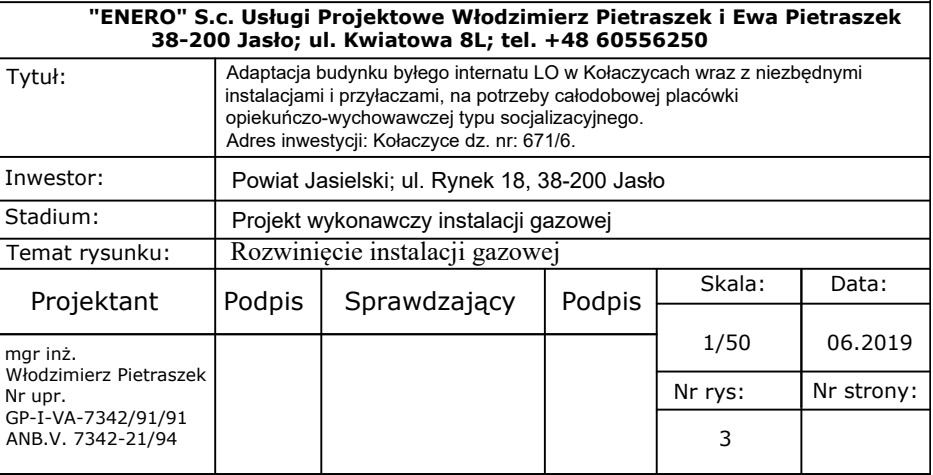 "ENERO" S.c. Usługi Projektowe Włodzimierz Pietraszek i Ewa Pietraszek
38-200 Jasło; ul. Kwiatowa 8L; tel. +48 60556250
Tytuł:
Adaptacja budynku byłego internatu LO w Kołaczycach wraz z niezbędnymi
instalacjami i przyłączami, na potrzeby całodobowej placówki
opiekuńczo-wychowawczej typu socjalizacyjnego.
Adres inwestycji: Kołaczyce dz. nr: 671/6.
Inwestor:
Powiat Jasielski; ul. Rynek 18, 38-200 Jasło
Stadium:
Projekt wykonawczy instalacji gazowej
Temat rysunku:
Rozwinięcie instalacji gazowej
Projektant
Podpis
Sprawdzający
Podpis
Skala:
Data:
1/50
06.2019
mgr inż.
Włodzimierz Pietraszek
Nr upr.
GP-I-VA-7342/91/91
ANB.V. 7342-21/94
Nr rys:
Nr strony:
3